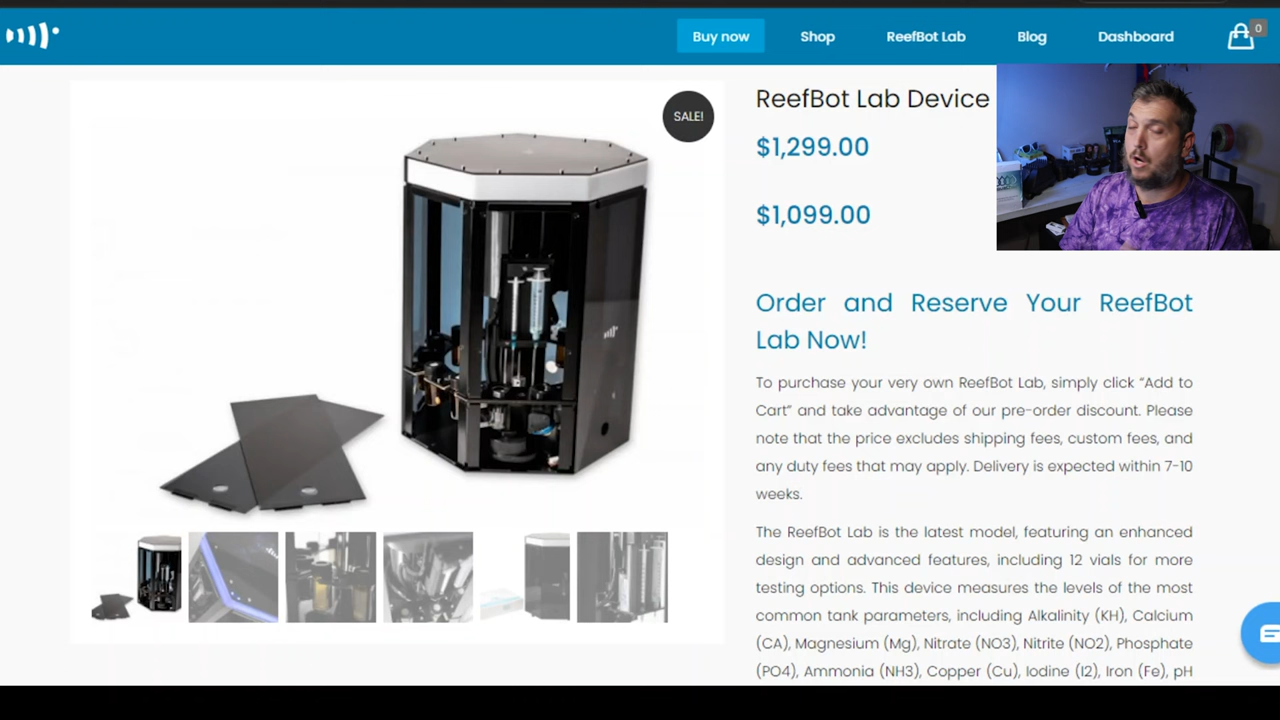 Buy now Shop ReefBot Lab Blog Dashboard 0
SALE!
ReefBot Lab Device
$1,299.00
$1,099.00
Order and Reserve Your ReefBot
Lab Now!
To purchase your very own ReefBot Lab, simply click “Add to
Cart” and take advantage of our pre-order discount. Please
note that the price excludes shipping fees, custom fees, and
any duty fees that may apply. Delivery is expected within 7-10
weeks.
The ReefBot Lab is the latest model, featuring an enhanced
design and advanced features, including 12 vials for more
testing options. This device measures the levels of the most
common tank parameters, including Alkalinity (KH), Calcium
(CA), Magnesium (Mg), Nitrate (NO3), Nitrite (NO2), Phosphate
(PO4), Ammonia (NH3), Copper (Cu), Iodine (I2), Iron (Fe), pH